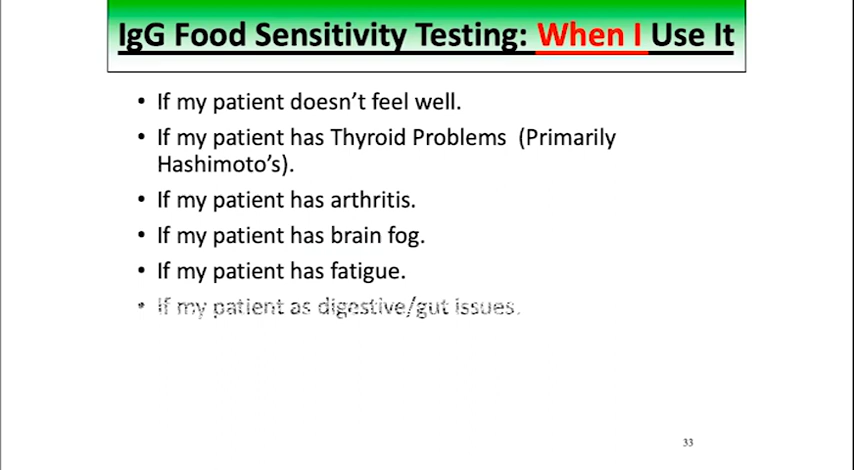 IgG Food Sensitivity Testing: When I Use It
• If my patient doesn't feel well.
• If my patient has Thyroid Problems (Primarily
Hashimoto's).
• If my patient has arthritis.
• If my patient has brain fog.
• If my patient has fatigue.
• If my patient as digestive/gut issues.
33